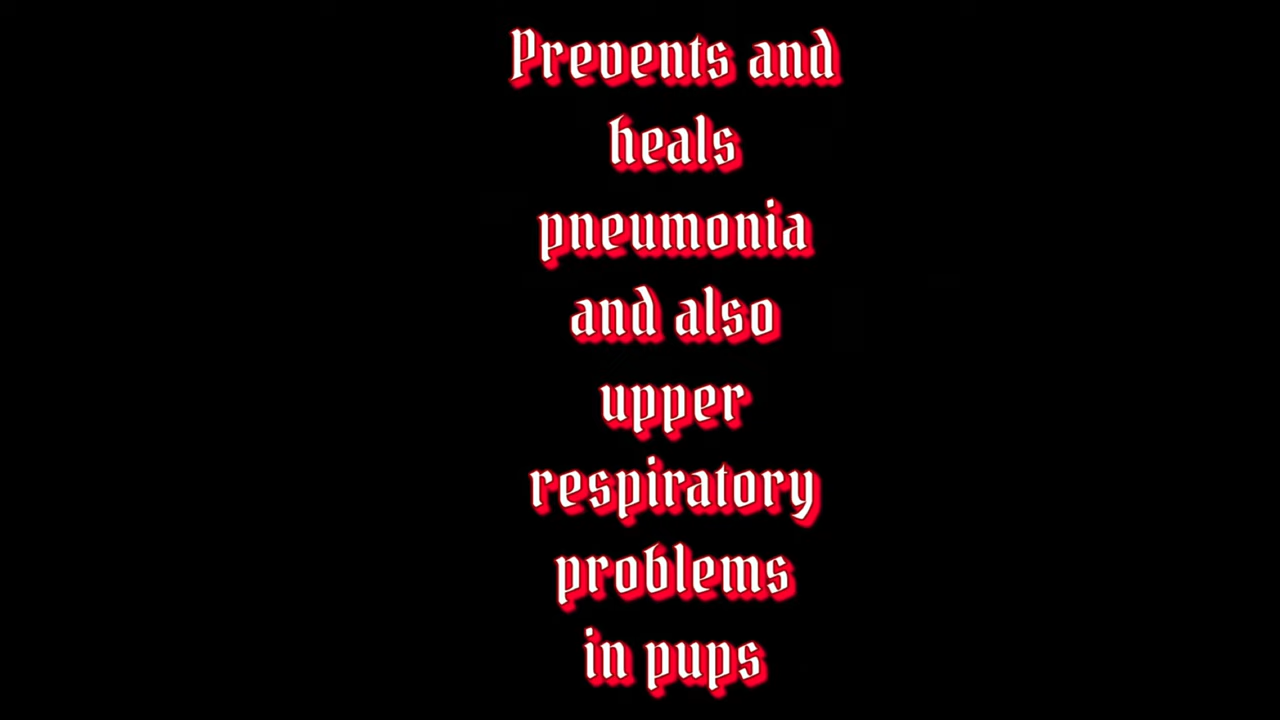 Prevents and
heals
pneumonia
and also
upper
respiratory
problems
in pups